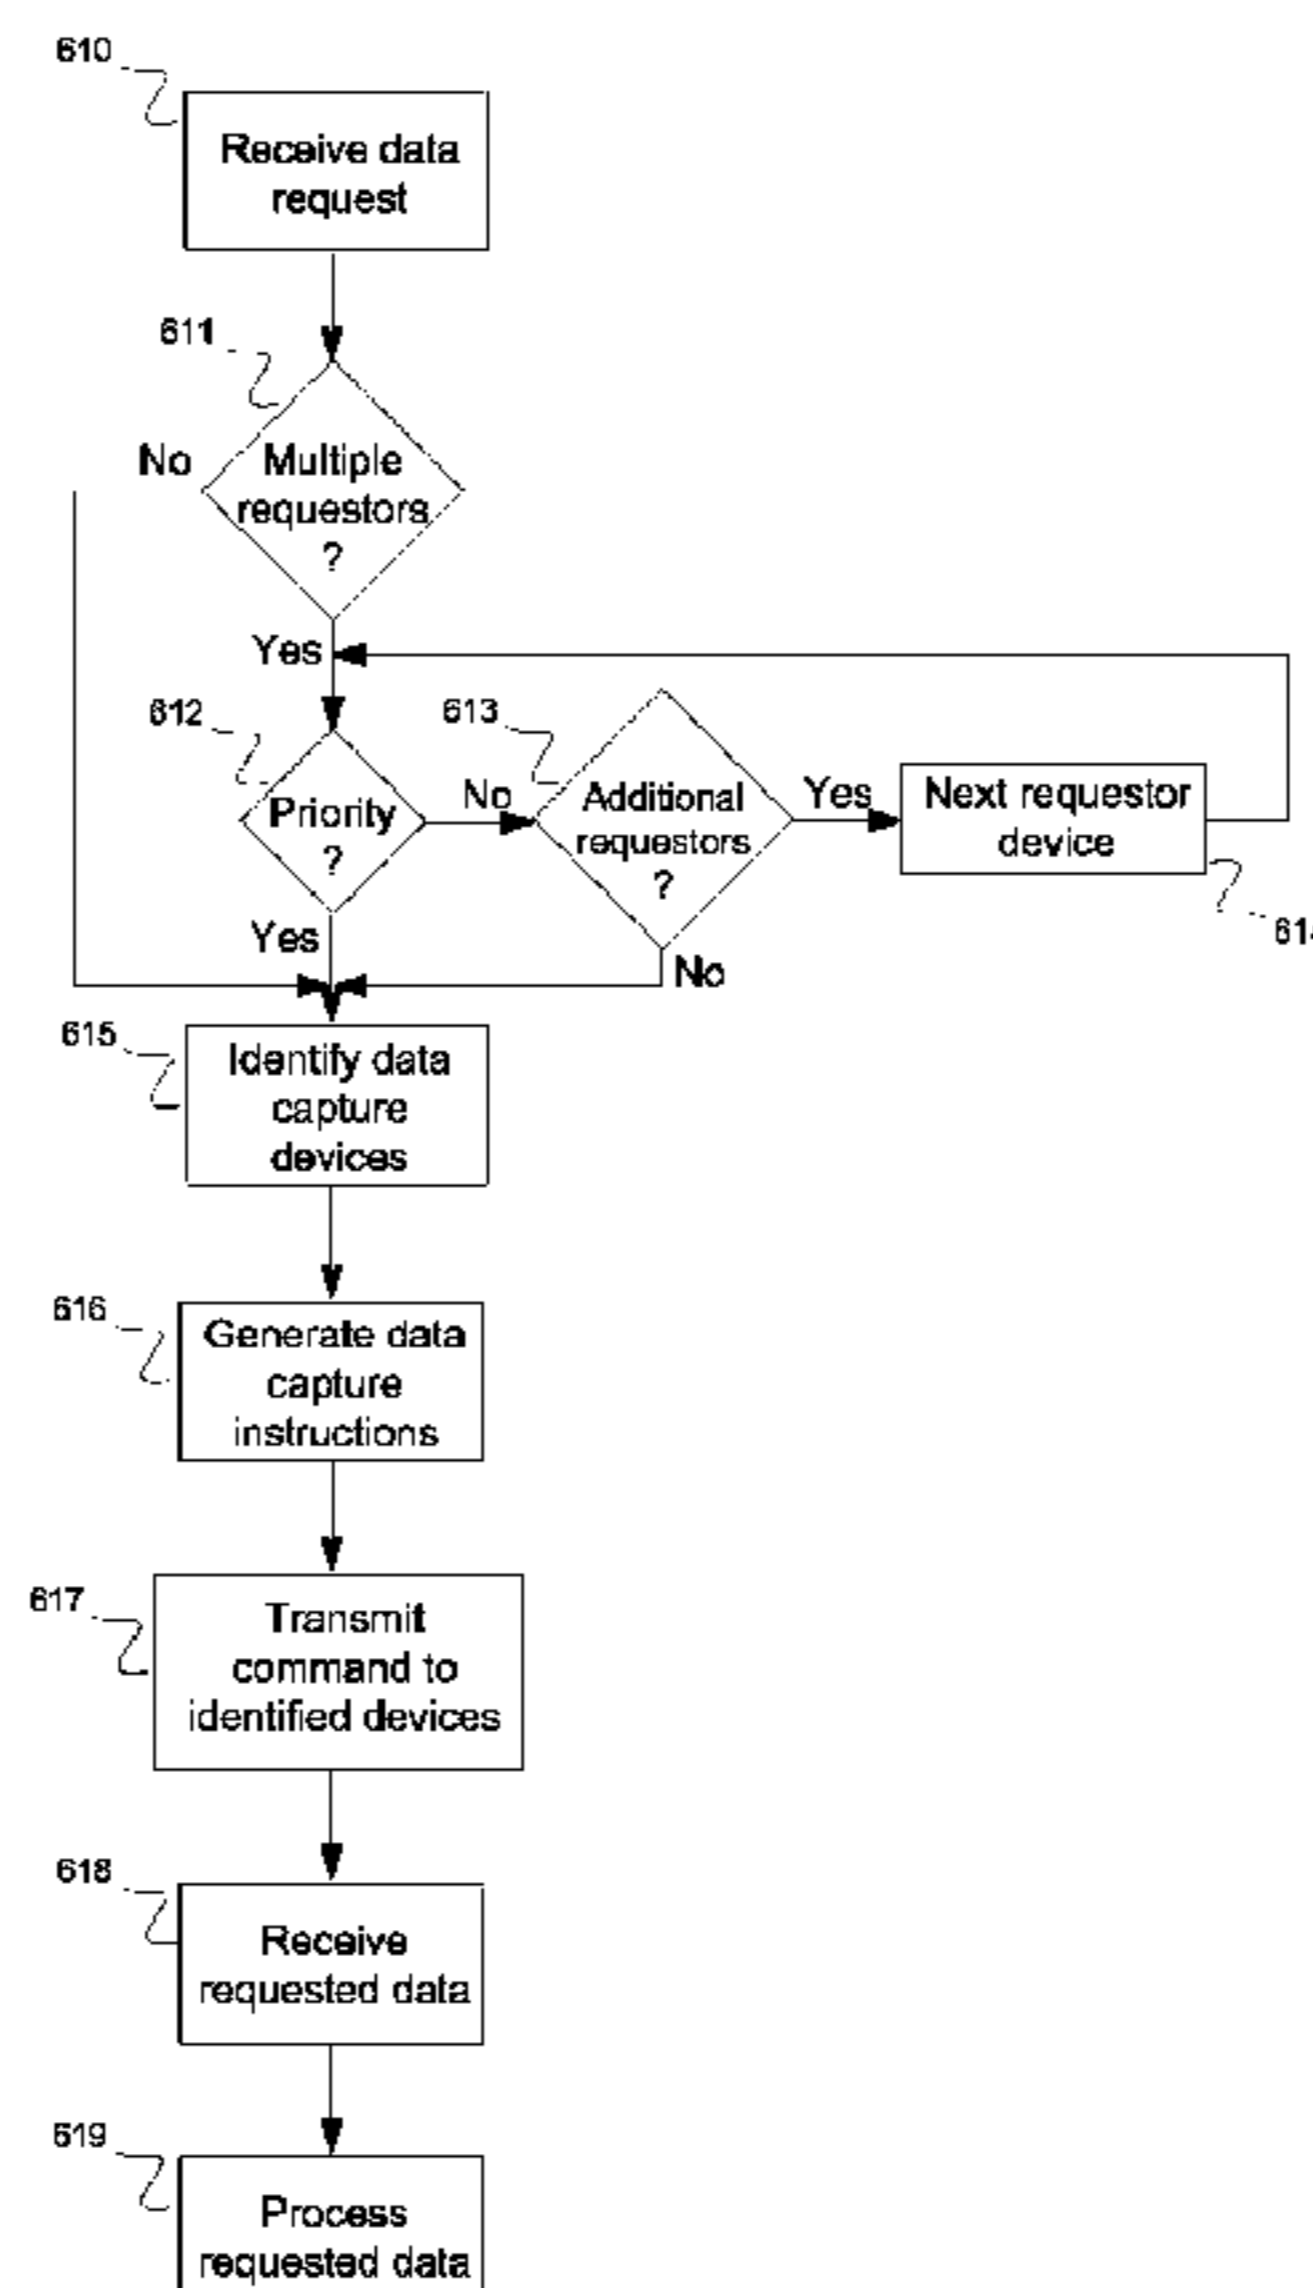 610
Receive data
request
611
No
Multiple
requestors
?
Yes
612
Priority
?
No
613
Additional
requestors
?
Yes
Next requestor
device
Yes
No
615
Identify data
capture
devices
616
Generate data
capture
instructions
617
Transmit
command to
identified devices
618
Receive
requested data
619
Process
requested data